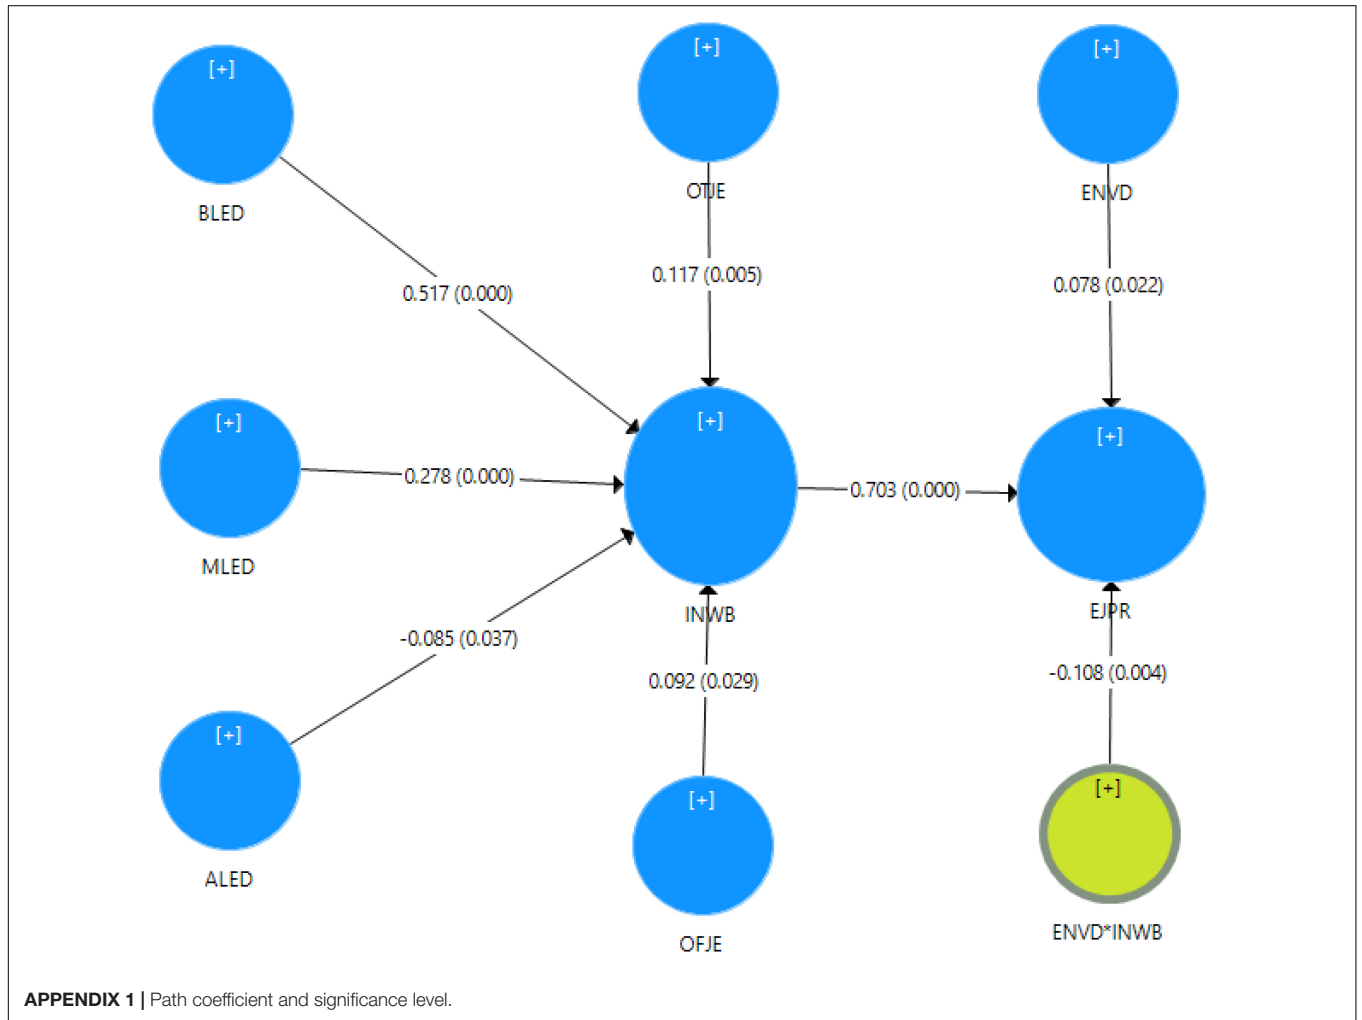 [+]
BLED
[+]
OTJE
[+]
ENVD
0.517 (0.000)
0.117 (0.005)
0.078 (0.022)
[+]
MLED
0.278 (0.000)
[+]
INWB
0.703 (0.000)
[+]
EJPR
-0.085 (0.037)
0.092 (0.029)
-0.108 (0.004)
[+]
ALED
[+]
OFJE
[+]
ENVD*INWB
APPENDIX 1 | Path coefficient and significance level.